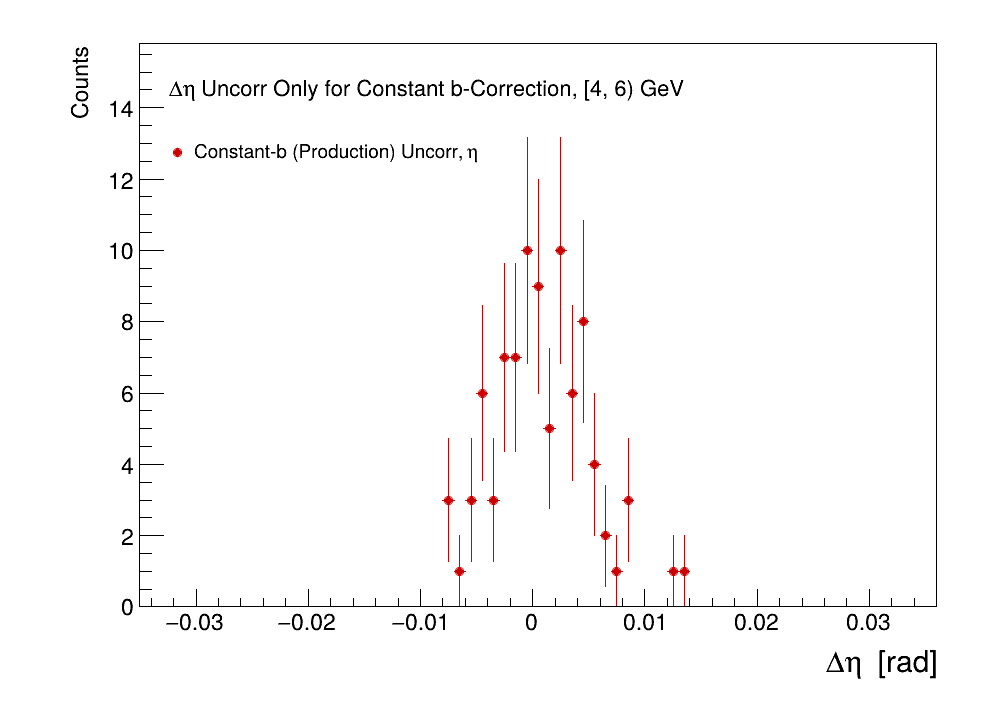 Counts
Δη Uncorr Only for Constant b-Correction, [4, 6) GeV
Constant-b (Production) Uncorr, η
14
12
10
8
6
4
2
0
−0.03 −0.02 −0.01 0 0.01 0.02 0.03
Δη [rad]